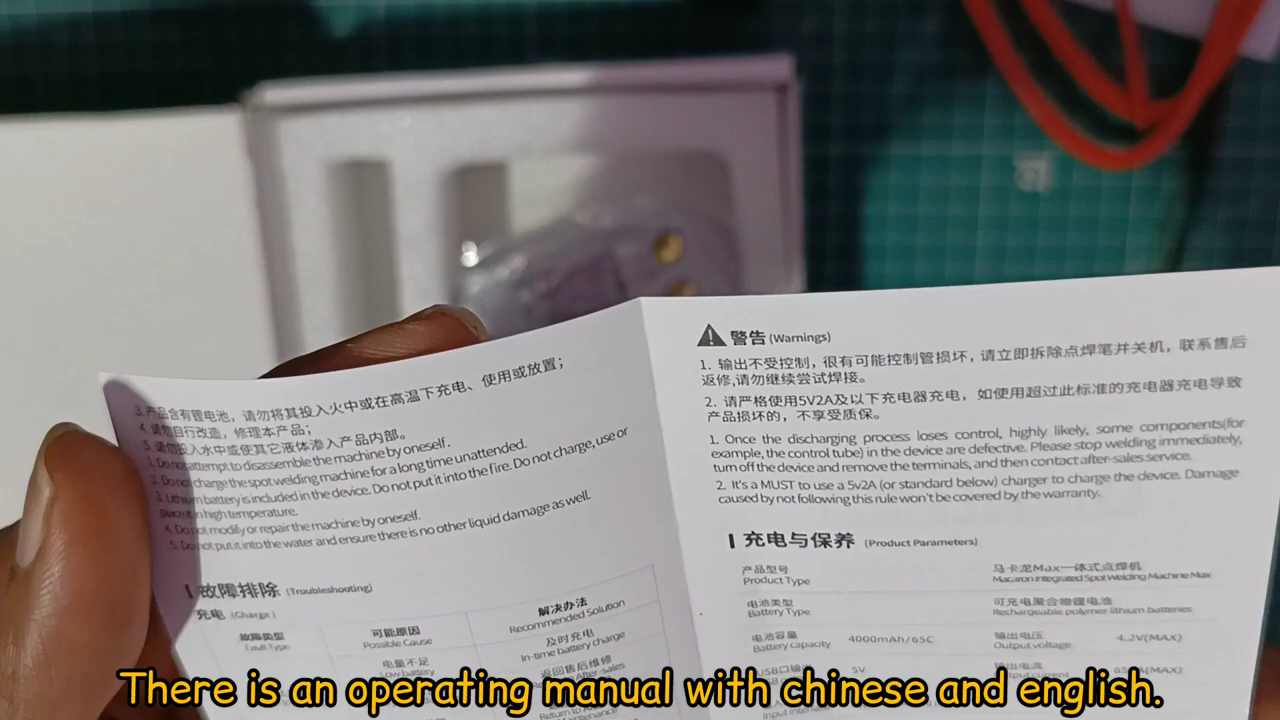 3. 产品含有锂电池，请勿将其投入火中或在高温下充电、使用或放置；
4. 请勿自行改造，修理本产品；
5. 请勿投入水中或使其它液体渗入产品内部。
1. Do not attempt to disassemble the machine by oneself.
2. Do not charge the spot welding machine for a long time unattended.
3. Lithium battery is included in the device. Do not put it into the fire. Do not charge, use or
place it in high temperature.
4. Do not modify or repair the machine by oneself.
5. Do not put it into the water and ensure there is no other liquid damage as well.
故障排除 (Troubleshooting)
充电 (Charge)
故障类型 可能原因 解决办法
Fault Type Possible Cause Recommended Solution
电量不足 及时充电
Low battery In-time battery charge
返回售后维修
警告 (Warnings)
1. 输出不受控制，很有可能控制管损坏，请立即拆除点焊笔并关机，联系售后
返修,请勿继续尝试焊接。
2. 请严格使用5V2A及以下充电器充电，如使用超过此标准的充电器充电导致
产品损坏的，不享受质保。
1. Once the discharging process loses control, highly likely, some components(for
example, the control tube) in the device are defective. Please stop welding immediately,
turn off the device and remove the terminals, and then contact after-sales service.
2. It's a MUST to use a 5v2A (or standard below) charger to charge the device. Damage
caused by not following this rule won't be covered by the warranty.
充电与保养 (Product Parameters)
产品型号 马卡龙Max一体式点焊机
Product Type Macaron Integrated Spot Welding Machine Max
电池类型 可充电聚合物锂电池
Battery Type Rechargeable polymer lithium batteries
电池容量 4000mAh/65C 输出电压 4.2V(MAX)
Battery capacity Output voltage
USB口输出 5V 输出电流 (MAX)
There is an operating manual with chinese and english.